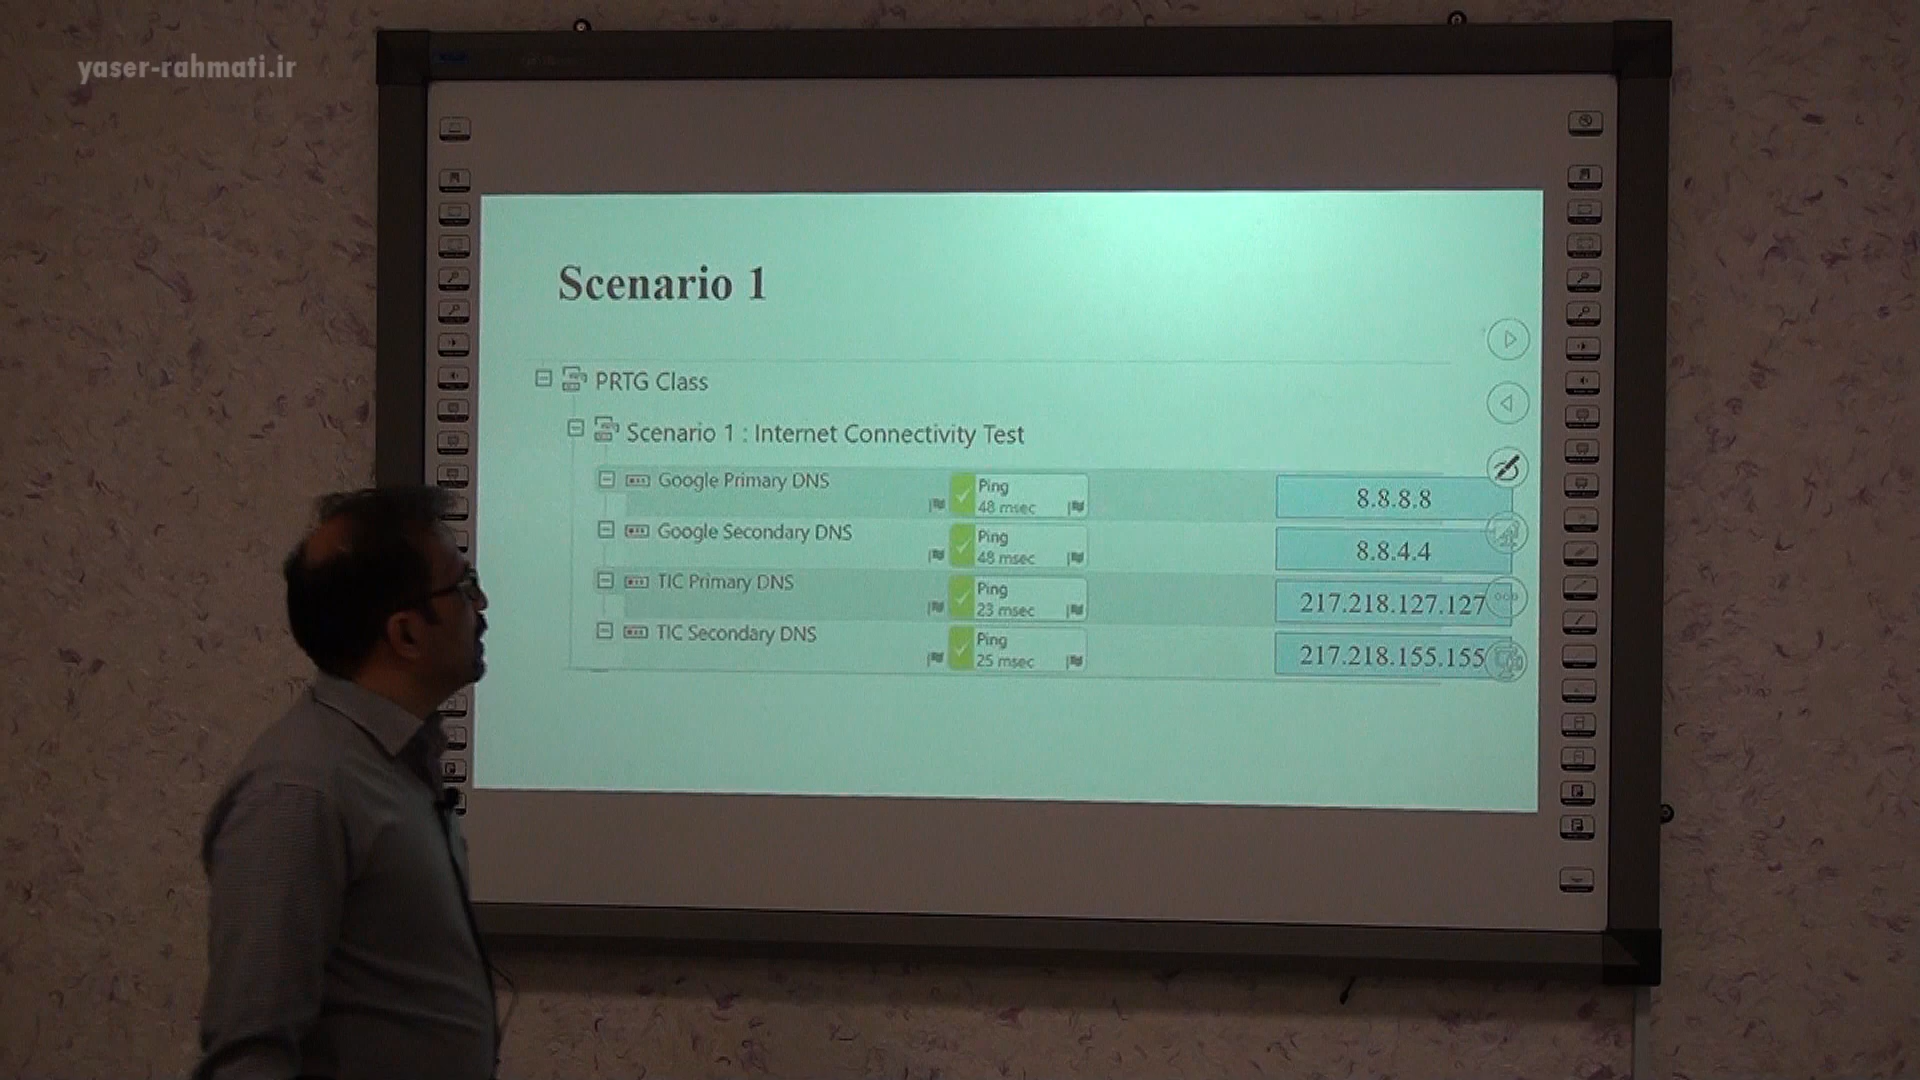 yaser-rahmati.ir
Scenario 1
PRTG Class
Scenario 1 : Internet Connectivity Test
Google Primary DNS
Ping
48 msec
8.8.8.8
Google Secondary DNS
Ping
48 msec
8.8.4.4
TIC Primary DNS
Ping
23 msec
217.218.127.127
TIC Secondary DNS
Ping
25 msec
217.218.155.155